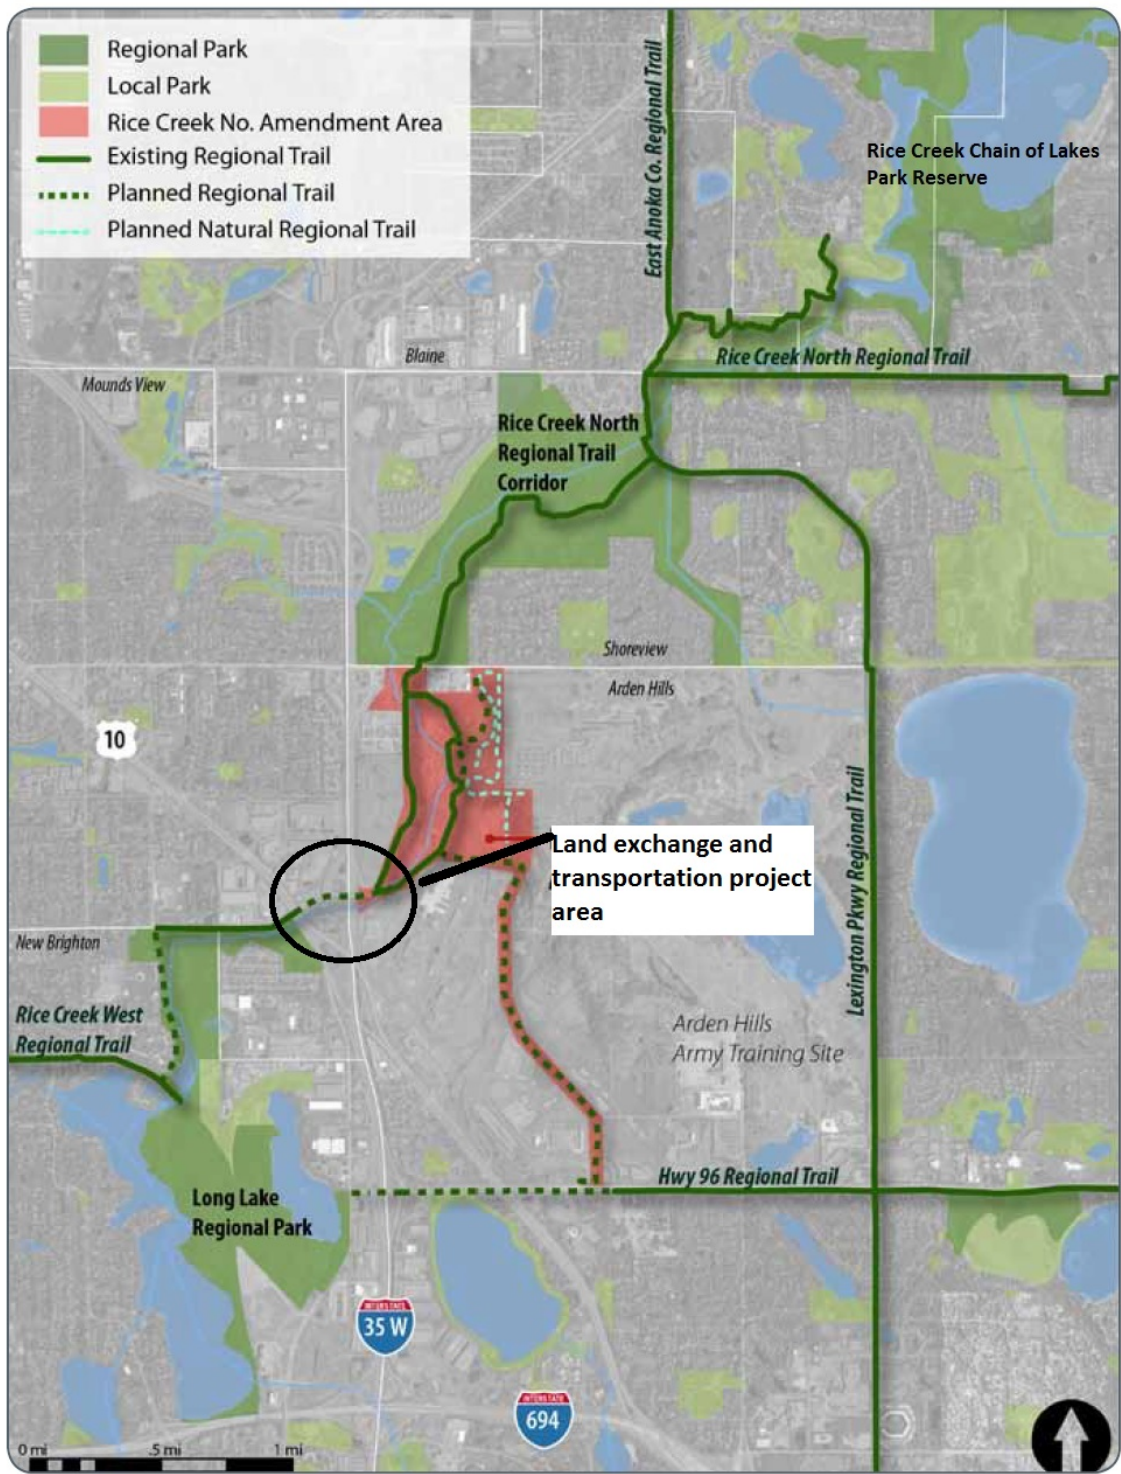 Regional Park
Local Park
Rice Creek No. Amendment Area
Existing Regional Trail
Planned Regional Trail
Planned Natural Regional Trail
East Anoka Co. Regional Trail
Rice Creek Chain of Lakes
Park Reserve
Blaine
Rice Creek North Regional Trail
Mounds View
Rice Creek North
Regional Trail
Corridor
Shoreview
Arden Hills
10
Land exchange and
transportation project
area
Lexington Pkwy Regional Trail
New Brighton
Rice Creek West
Regional Trail
Arden Hills
Army Training Site
Hwy 96 Regional Trail
Long Lake
Regional Park
INTERSTATE
35 W
INTERSTATE
694
0 mi .5 mi 1 mi